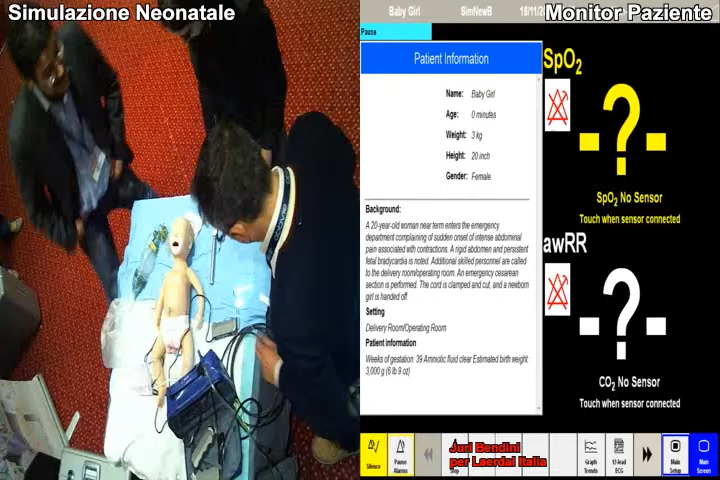 Simulazione Neonatale
Baby Girl SimNewB 19/11/20
Monitor Paziente
Pause
Patient Information
Name: Baby Girl
Age: 0 minutes
Weight: 3 kg
Height: 20 inch
Gender: Female
Background:
A 20-year-old woman near term enters the emergency
department complaining of sudden onset of intense abdominal
pain associated with contractions. A rigid abdomen and persistent
fetal bradycardia is noted. Additional skilled personnel are called
to the delivery room/operating room. An emergency cesarean
section is performed. The cord is clamped and cut, and a newborn
girl is handed off.
Setting
Delivery Room/Operating Room
Patient information
Weeks of gestation: 39 Amniotic fluid clear Estimated birth weight:
3,000 g (6 lb 9 oz)
SpO2
-?-
SpO2 No Sensor
Touch when sensor connected
awRR
-?-
CO2 No Sensor
Touch when sensor connected
Silence
Pause Alarms
Juri Bendini
per Laerdal Italia
Graph Trends
12-lead ECG
Main Setup
Main Screen